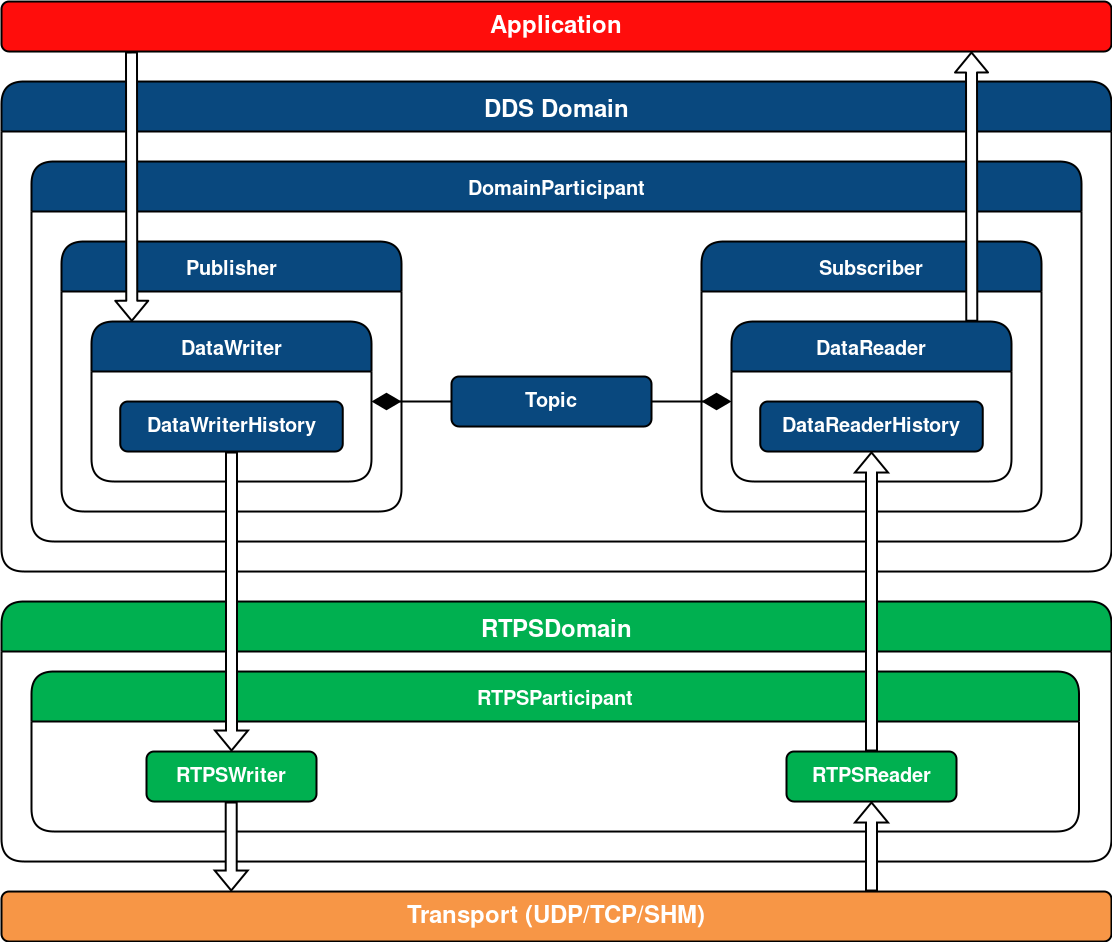 Application
DDS Domain
DomainParticipant
Publisher
Subscriber
DataWriter
DataReader
Topic
DataWriterHistory
DataReaderHistory
RTPSDomain
RTPSParticipant
RTPSWriter
RTPSReader
Transport (UDP/TCP/SHM)